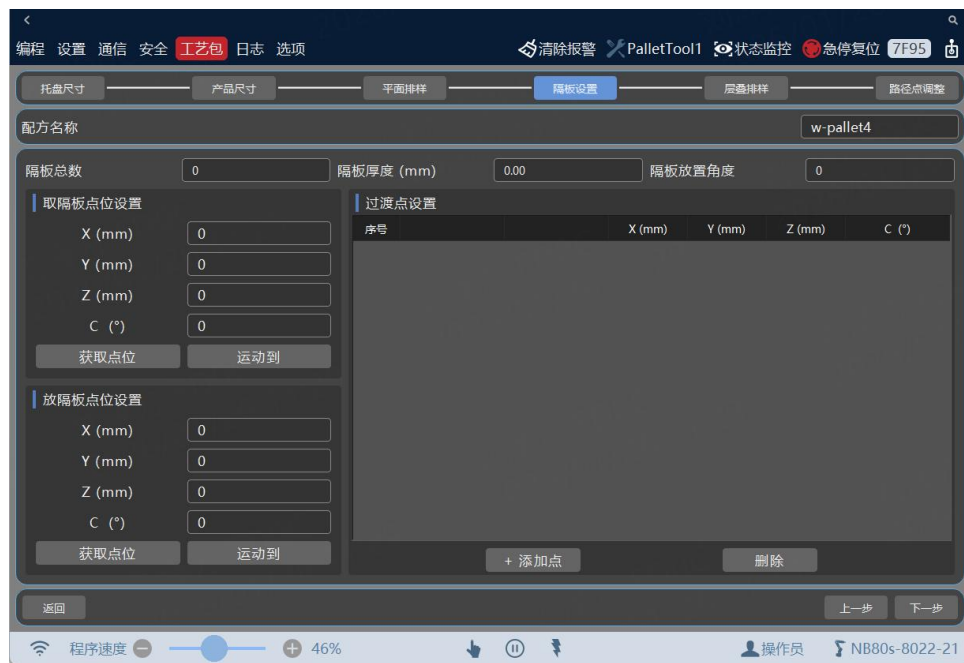 编程 设置 通信 安全 工艺包 日志 选项 清除报警 PalletTool1 状态监控 急停复位 7F95
托盘尺寸 产品尺寸 平面排样 隔板设置 层叠排样 路径点调整
配方名称 w-pallet4
隔板总数 0 隔板厚度 (mm) 0.00 隔板放置角度 0
取隔板点位设置
X (mm) 0
Y (mm) 0
Z (mm) 0
C (°) 0
获取点位 运动到
放隔板点位设置
X (mm) 0
Y (mm) 0
Z (mm) 0
C (°) 0
获取点位 运动到
过渡点设置
序号 X (mm) Y (mm) Z (mm) C (°)
+ 添加点 删除
返回 上一步 下一步
程序速度 46% 操作员 NB80s-8022-21